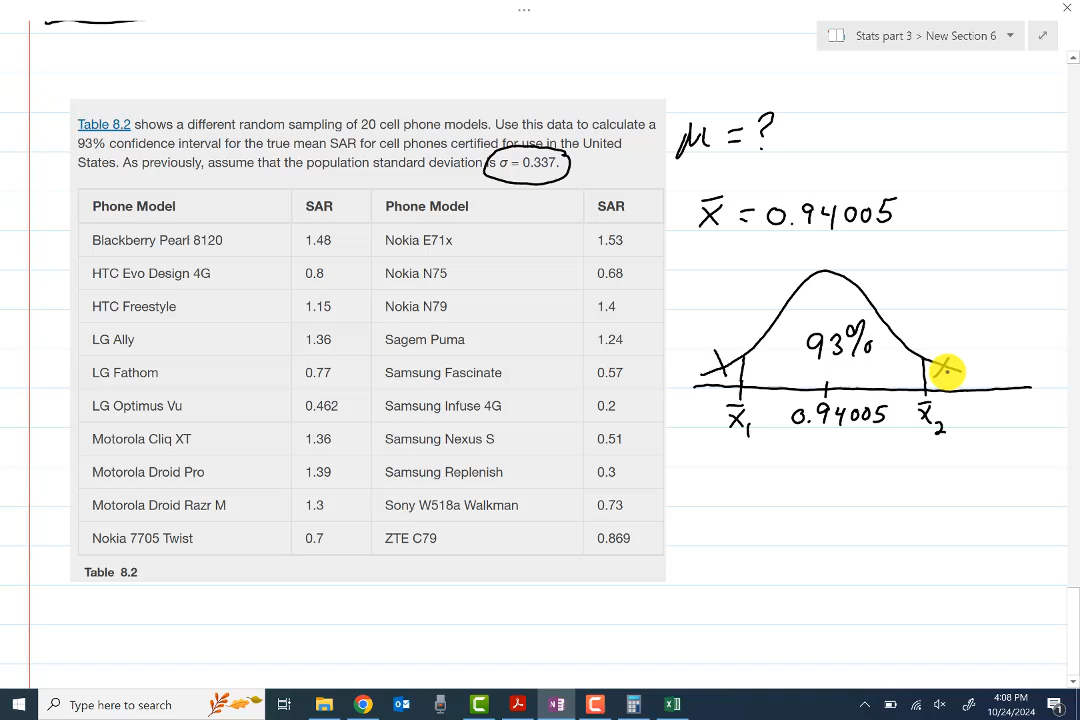 Stats part 3 > New Section 6
Table 8.2 shows a different random sampling of 20 cell phone models. Use this data to calculate a
93% confidence interval for the true mean SAR for cell phones certified for use in the United
States. As previously, assume that the population standard deviation is σ = 0.337.
Phone Model SAR Phone Model SAR
Blackberry Pearl 8120 1.48 Nokia E71x 1.53
HTC Evo Design 4G 0.8 Nokia N75 0.68
HTC Freestyle 1.15 Nokia N79 1.4
LG Ally 1.36 Sagem Puma 1.24
LG Fathom 0.77 Samsung Fascinate 0.57
LG Optimus Vu 0.462 Samsung Infuse 4G 0.2
Motorola Cliq XT 1.36 Samsung Nexus S 0.51
Motorola Droid Pro 1.39 Samsung Replenish 0.3
Motorola Droid Razr M 1.3 Sony W518a Walkman 0.73
Nokia 7705 Twist 0.7 ZTE C79 0.869
Table 8.2
μ = ?
x̄ = 0.94005
93%
x̄₁ 0.94005 x̄₂
Type here to search
4:08 PM
10/24/2024